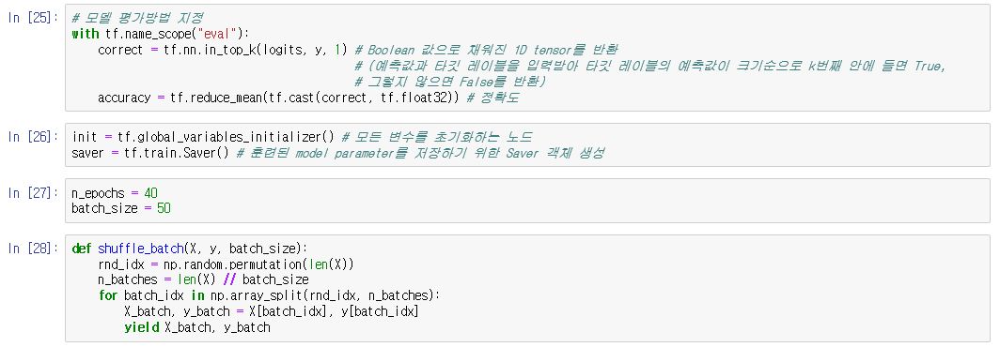 In [25]: # 모델 평가방법 지정
with tf.name_scope("eval"):
    correct = tf.nn.in_top_k(logits, y, 1) # Boolean 값으로 채워진 1D tensor를 반환
                                           # (예측값과 타깃 레이블을 입력받아 타깃 레이블의 예측값이 크기순으로 k번째 안에 들면 True,
                                           # 그렇지 않으면 False를 반환)
    accuracy = tf.reduce_mean(tf.cast(correct, tf.float32)) # 정확도
In [26]: init = tf.global_variables_initializer() # 모든 변수를 초기화하는 노드
saver = tf.train.Saver() # 훈련된 model parameter를 저장하기 위한 Saver 객체 생성
In [27]: n_epochs = 40
batch_size = 50
In [28]: def shuffle_batch(X, y, batch_size):
    rnd_idx = np.random.permutation(len(X))
    n_batches = len(X) // batch_size
    for batch_idx in np.array_split(rnd_idx, n_batches):
        X_batch, y_batch = X[batch_idx], y[batch_idx]
        yield X_batch, y_batch